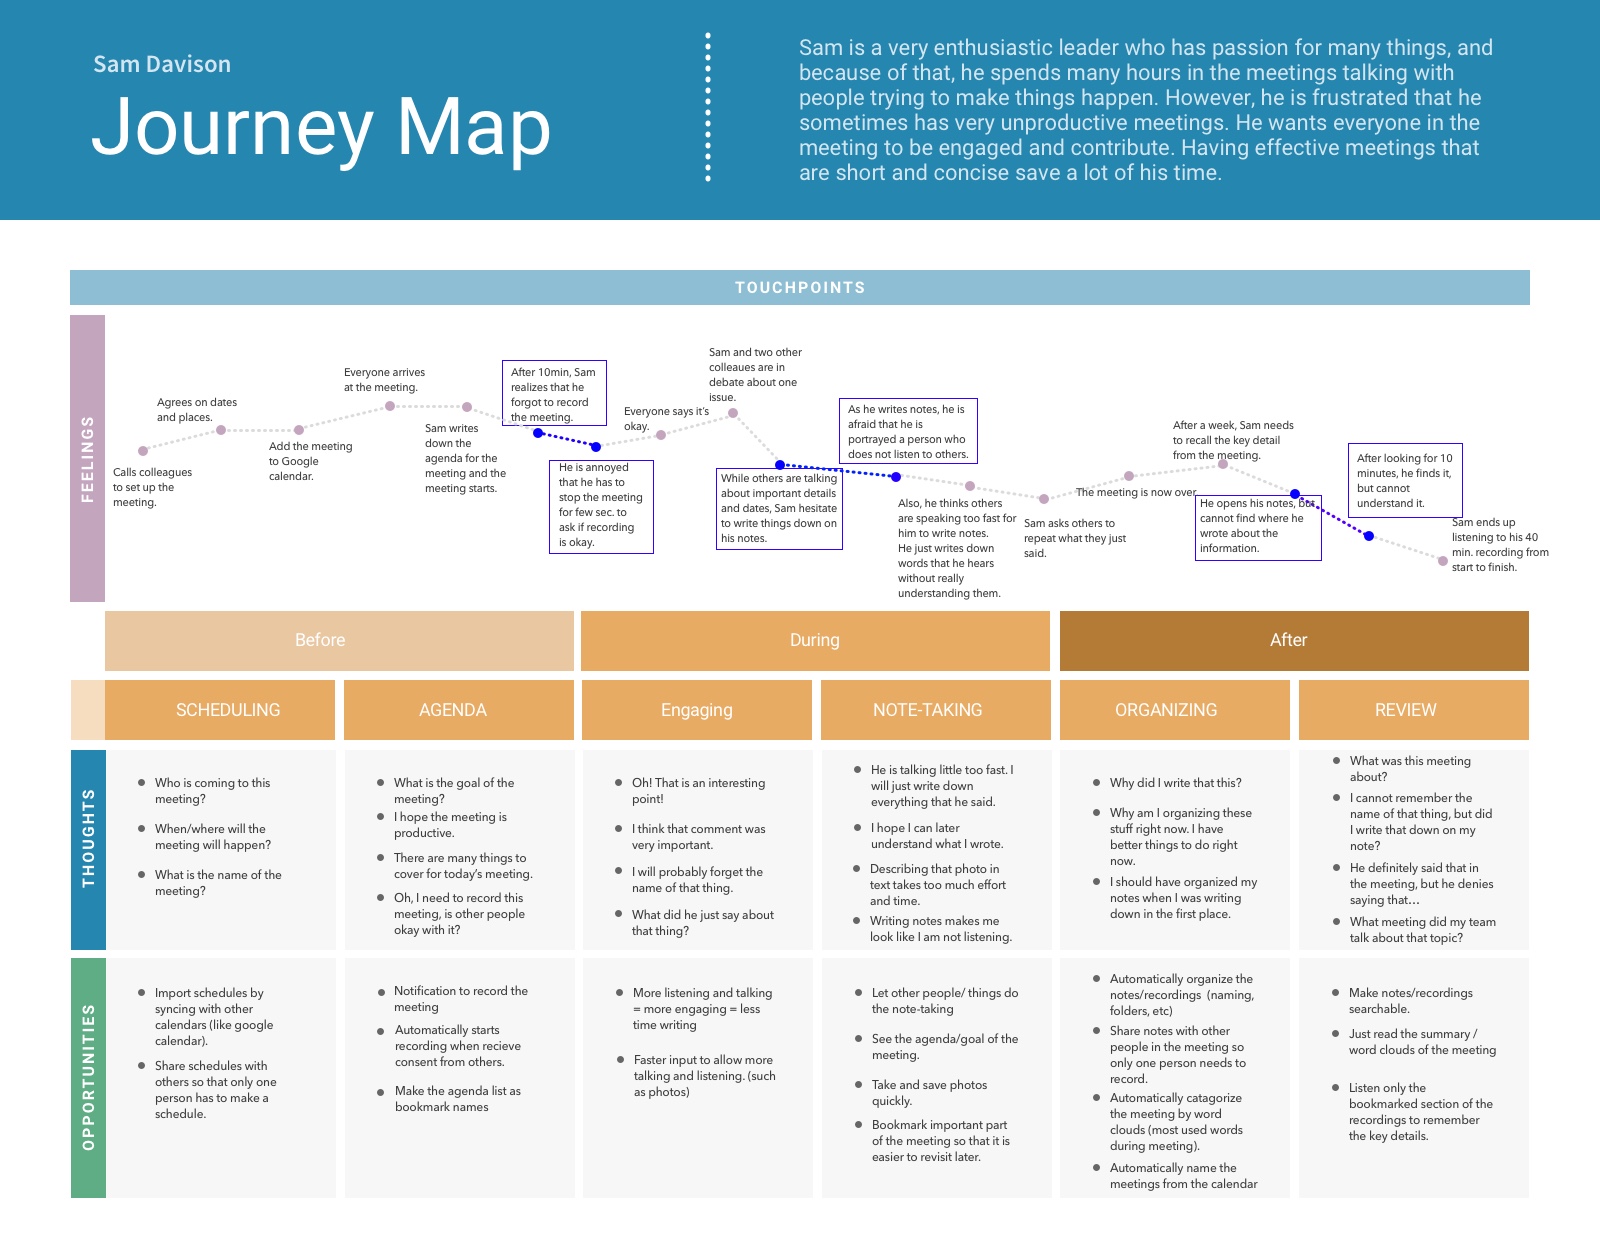 Sam Davison
Journey Map
Sam is a very enthusiastic leader who has passion for many things, and
because of that, he spends many hours in the meetings talking with
people trying to make things happen. However, he is frustrated that he
sometimes has very unproductive meetings. He wants everyone in the
meeting to be engaged and contribute. Having effective meetings that
are short and concise save a lot of his time.
TOUCHPOINTS
FEELINGS
Calls colleagues
to set up the
meeting.
Agrees on dates
and places.
Add the meeting
to Google
calendar.
Everyone arrives
at the meeting.
Sam writes
down the
agenda for the
meeting and the
meeting starts.
After 10min, Sam
realizes that he
forgot to record
the meeting.
He is annoyed
that he has to
stop the meeting
for few sec. to
ask if recording
is okay.
Everyone says it's
okay.
Sam and two other
colleaues are in
debate about one
issue.
While others are talking
about important details
and dates, Sam hesitate
to write things down on
his notes.
As he writes notes, he is
afraid that he is
portrayed a person who
does not listen to others.
Also, he thinks others
are speaking too fast for
him to write notes.
He just writes down
words that he hears
without really
understanding them.
Sam asks others to
repeat what they just
said.
The meeting is now over.
After a week, Sam needs
to recall the key detail
from the meeting.
He opens his notes, but
cannot find where he
wrote about the
information.
After looking for 10
minutes, he finds it,
but cannot
understand it.
Sam ends up
listening to his 40
min. recording from
start to finish.
Before
During
After
SCHEDULING
AGENDA
Engaging
NOTE-TAKING
ORGANIZING
REVIEW
THOUGHTS
Who is coming to this
meeting?
When/where will the
meeting will happen?
What is the name of the
meeting?
What is the goal of the
meeting?
I hope the meeting is
productive.
There are many things to
cover for today's meeting.
Oh, I need to record this
meeting, is other people
okay with it?
Oh! That is an interesting
point!
I think that comment was
very important.
I will probably forget the
name of that thing.
What did he just say about
that thing?
He is talking little too fast. I
will just write down
everything that he said.
I hope I can later
understand what I wrote.
Describing that photo in
text takes too much effort
and time.
Writing notes makes me
look like I am not listening.
Why did I write that this?
Why am I organizing these
stuff right now. I have
better things to do right
now.
I should have organized my
notes when I was writing
down in the first place.
What was this meeting
about?
I cannot remember the
name of that thing, but did
I write that down on my
note?
He definitely said that in
the meeting, but he denies
saying that...
What meeting did my team
talk about that topic?
OPPORTUNITIES
Import schedules by
syncing with other
calendars (like google
calendar).
Share schedules with
others so that only one
person has to make a
schedule.
Notification to record the
meeting
Automatically starts
recording when recieve
consent from others.
Make the agenda list as
bookmark names
More listening and talking
= more engaging = less
time writing
Faster input to allow more
talking and listening. (such
as photos)
Let other people/ things do
the note-taking
See the agenda/goal of the
meeting.
Take and save photos
quickly.
Bookmark important part
of the meeting so that it is
easier to revisit later.
Automatically organize the
notes/recordings (naming,
folders, etc)
Share notes with other
people in the meeting so
only one person needs to
record.
Automatically catagorize
the meeting by word
clouds (most used words
during meeting).
Automatically name the
meetings from the calendar
Make notes/recordings
searchable.
Just read the summary /
word clouds of the meeting
Listen only the
bookmarked section of the
recordings to remember
the key details.